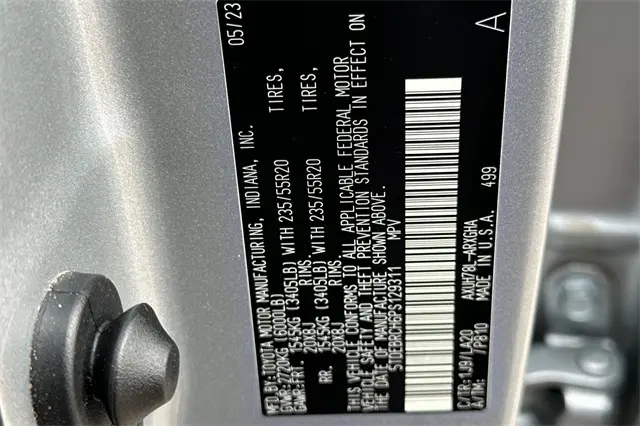 MFD. BY TOYOTA MOTOR MANUFACTURING, INDIANA, INC. 05/23
GVWR 2720KG (6000LB)
GAWR FRT. 1545KG (3405LB) WITH 235/55R20 TIRES,
20X8J RIMS,
RR. 1545KG (3405LB) WITH 235/55R20 TIRES,
20X8J RIMS.
THIS VEHICLE CONFORMS TO ALL APPLICABLE FEDERAL MOTOR
VEHICLE SAFETY AND THEFT PREVENTION STANDARDS IN EFFECT ON
THE DATE OF MANUFACTURE SHOWN ABOVE.
MPV A
C/TR: 1J9/LA20 AXUH78L-ARXGHA
A/TM: /P810 MADE IN U.S.A. 499